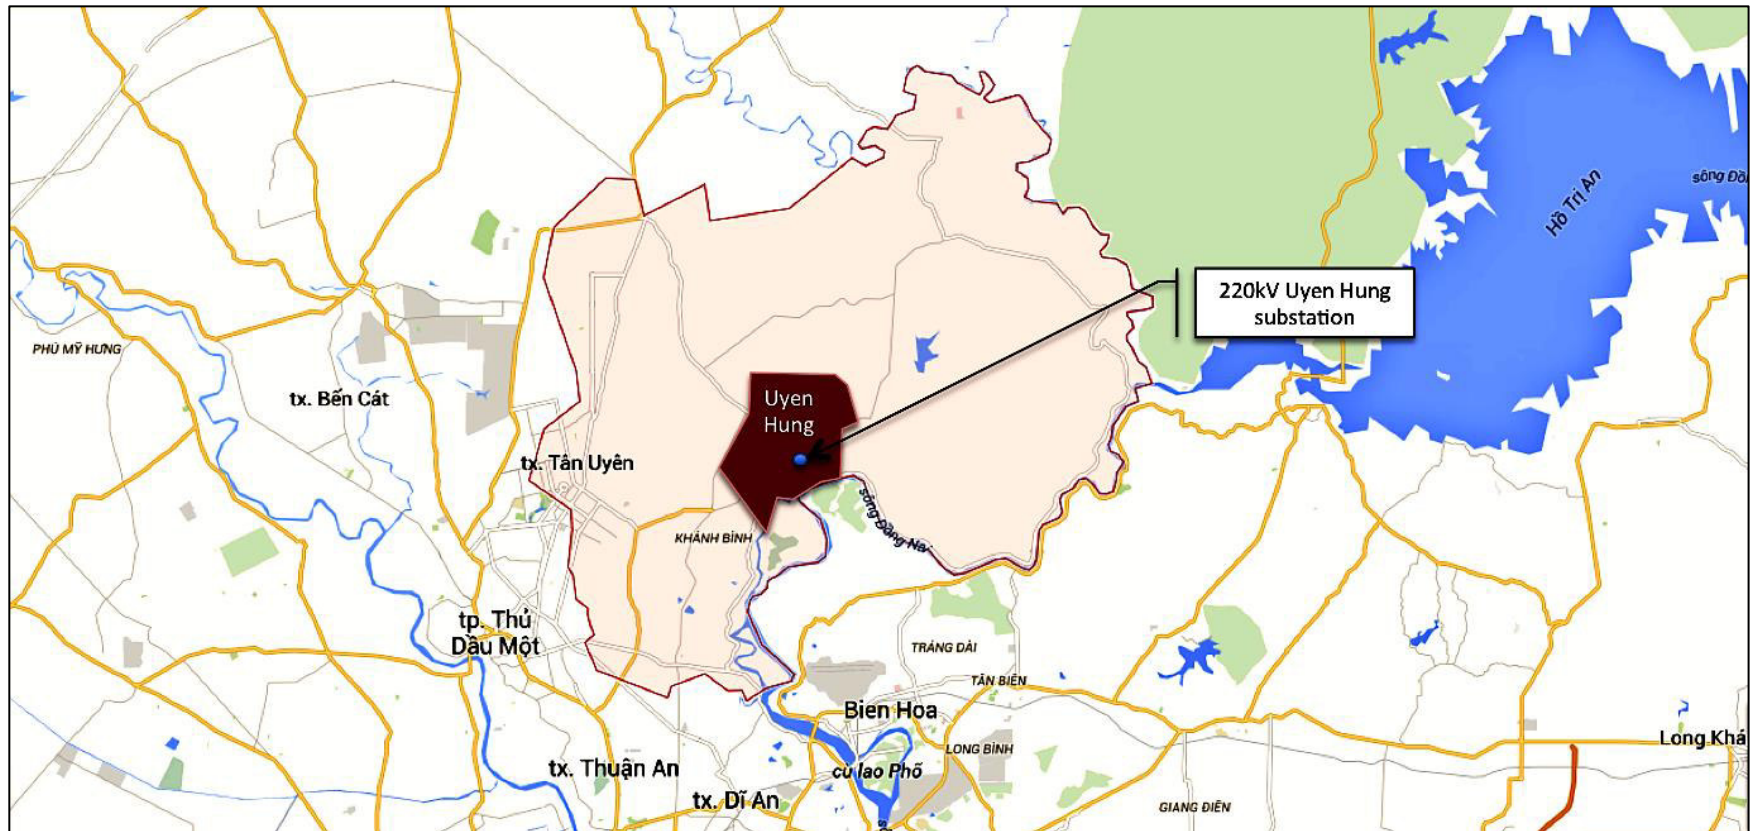 Hồ Trị An
sông Đồ
220kV Uyen Hung
substation
PHÚ MỸ HƯNG
tx. Bến Cát
Uyen
Hung
tx. Tân Uyên
sông Đồng Nai
KHÁNH BÌNH
tp. Thủ
Dầu Một
TRẢNG DÀI
TÂN BIÊN
Bien Hoa
Long Khá
LONG BÌNH
tx. Thuận An
cù lao Phố
tx. Dĩ An
GIANG ĐIỀN